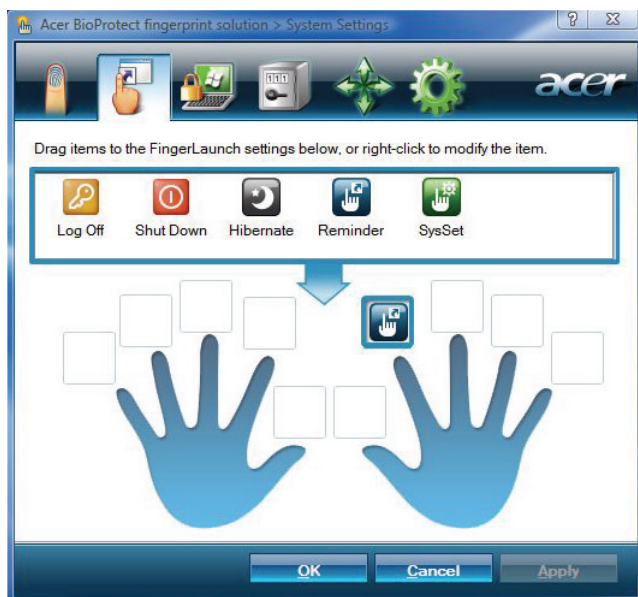 Acer BioProtect fingerprint solution > System Settings
acer
Drag items to the FingerLaunch settings below, or right-click to modify the item.
Log Off Shut Down Hibernate Reminder SysSet
OK Cancel Apply